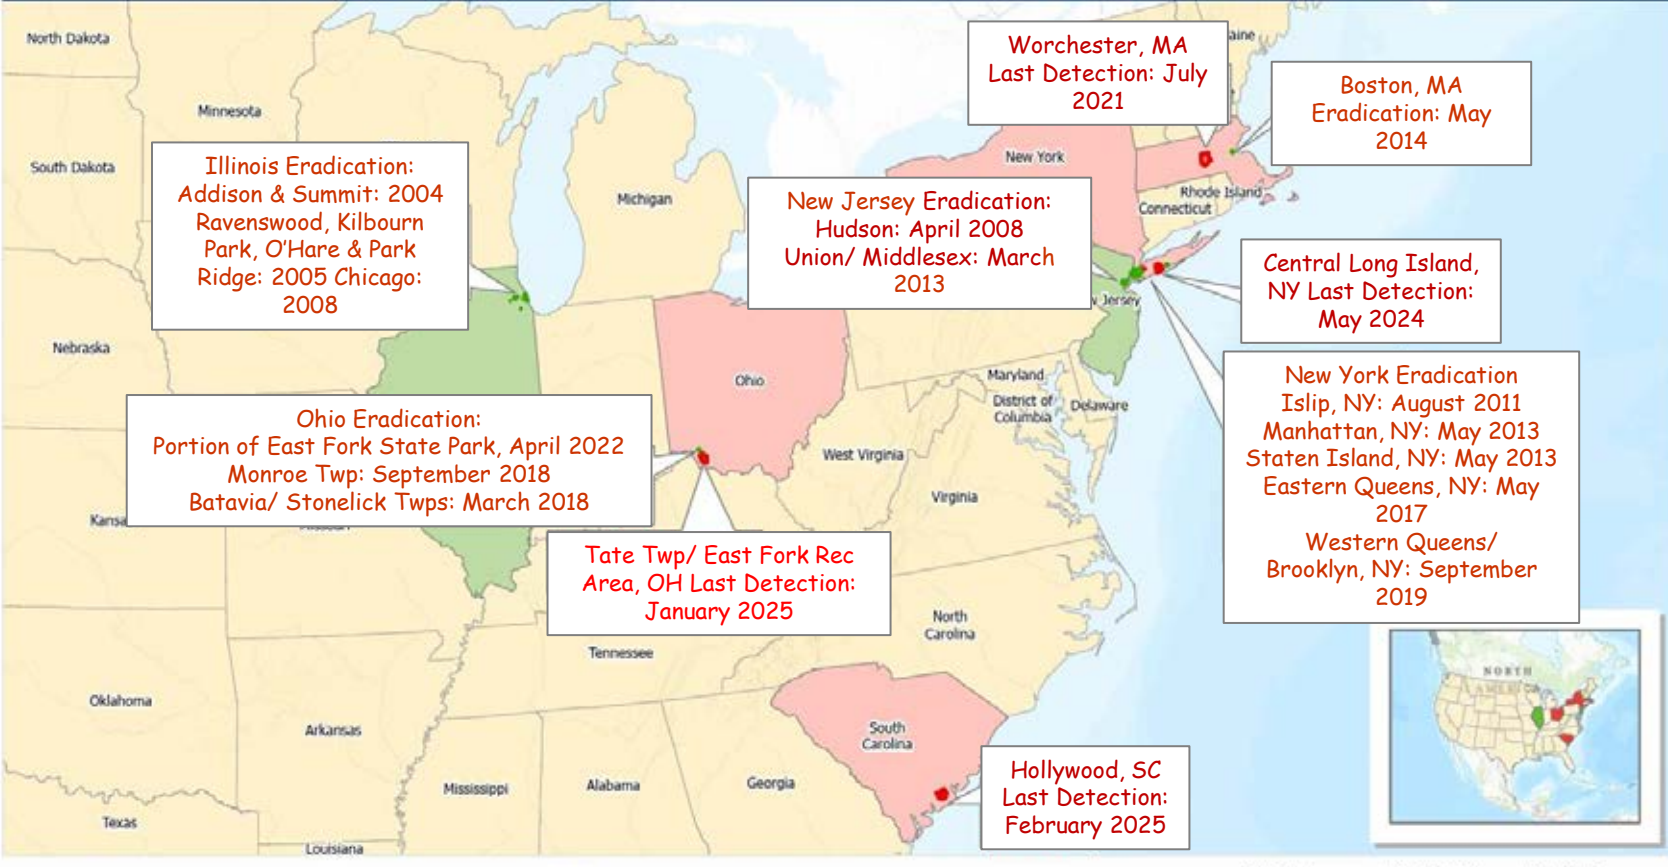 North Dakota
Minnesota
South Dakota
Nebraska
Kansa
Oklahoma
Texas
Arkansas
Louisiana
Mississippi
Alabama
Georgia
Tennessee
Michigan
Ohio
West Virginia
Virginia
North
Carolina
South
Carolina
Maryland
District of
Columbia
Delaware
New York
w Jersey
Connecticut
Rhode Island
aine
Illinois Eradication:
Addison & Summit: 2004
Ravenswood, Kilbourn
Park, O'Hare & Park
Ridge: 2005 Chicago:
2008
Ohio Eradication:
Portion of East Fork State Park, April 2022
Monroe Twp: September 2018
Batavia/ Stonelick Twps: March 2018
Tate Twp/ East Fork Rec
Area, OH Last Detection:
January 2025
New Jersey Eradication:
Hudson: April 2008
Union/ Middlesex: March
2013
Worchester, MA
Last Detection: July
2021
Boston, MA
Eradication: May
2014
Central Long Island,
NY Last Detection:
May 2024
New York Eradication
Islip, NY: August 2011
Manhattan, NY: May 2013
Staten Island, NY: May 2013
Eastern Queens, NY: May
2017
Western Queens/
Brooklyn, NY: September
2019
Hollywood, SC
Last Detection:
February 2025
NORTH